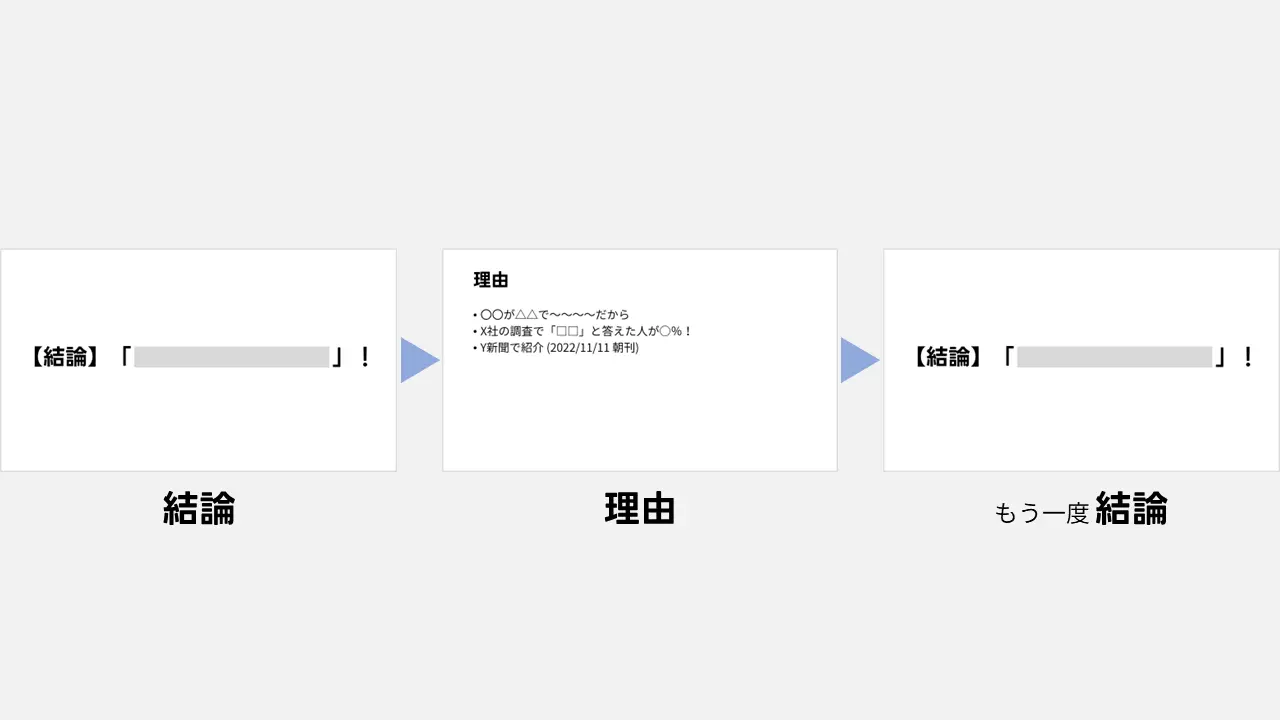 【結論】「」！
結論
理由
• 〇〇が△△で～～～～だから
• X社の調査で「□□」と答えた人が◯％！
• Y新聞で紹介 (2022/11/11 朝刊)
理由
【結論】「」！
もう一度 結論